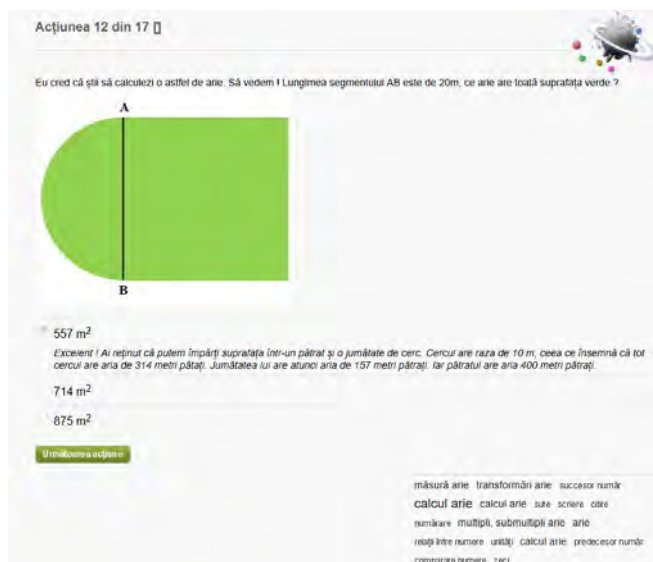 Acțiunea 12 din 17 ▯
Eu cred că știi să calculezi o astfel de arie. Să vedem ! Lungimea segmentului AB este de 20m, ce arie are toată suprafața verde ?
A
B
557 m²
Excelent ! Ai reținut că putem împărți suprafața într-un pătrat și o jumătate de cerc. Cercul are raza de 10 m, ceea ce însemnă că tot
cercul are aria de 314 metri pătați. Jumătatea lui are atunci aria de 157 metri pătrați. Iar pătratul are aria 400 metri pătrați.
714 m²
875 m²
Următoarea acțiune
măsură arie transformări arie succesor număr
calcul arie calcul arie sute scriere citire
numărare multipli, submultipli arie arie
relații între numere unități calcul arie predecesor număr
comparare numere zeci